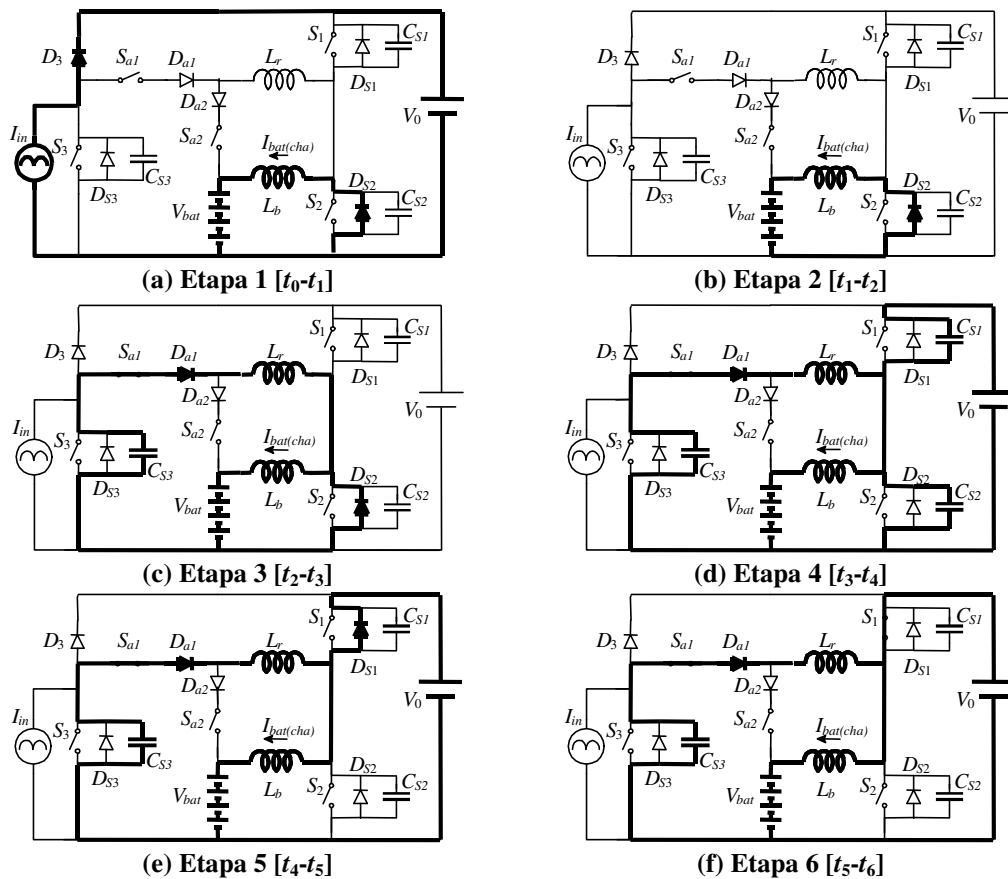 S1
CS1
D3
Sa1
Da1
Lr
DS1
Da2
V0
Iin
Sa2
S3
Ibat(cha)
CS3
DS3
DS2
S2
CS2
Vbat
Lb
(a) Etapa 1 [t0-t1]
S1
CS1
D3
Sa1
Da1
Lr
DS1
Da2
V0
Iin
Sa2
S3
Ibat(cha)
CS3
DS3
DS2
S2
CS2
Vbat
Lb
(b) Etapa 2 [t1-t2]
S1
CS1
D3
Sa1
Da1
Lr
DS1
Da2
V0
Iin
Sa2
S3
Ibat(cha)
CS3
DS3
DS2
S2
CS2
Vbat
Lb
(c) Etapa 3 [t2-t3]
S1
CS1
D3
Sa1
Da1
Lr
DS1
Da2
V0
Iin
Sa2
S3
Ibat(cha)
CS3
DS3
DS2
S2
CS2
Vbat
Lb
(d) Etapa 4 [t3-t4]
S1
CS1
D3
Sa1
Da1
Lr
DS1
Da2
V0
Iin
Sa2
S3
Ibat(cha)
CS3
DS3
DS2
S2
CS2
Vbat
Lb
(e) Etapa 5 [t4-t5]
S1
CS1
D3
Sa1
Da1
Lr
DS1
Da2
V0
Iin
Sa2
S3
Ibat(cha)
CS3
DS3
DS2
S2
CS2
Vbat
Lb
(f) Etapa 6 [t5-t6]